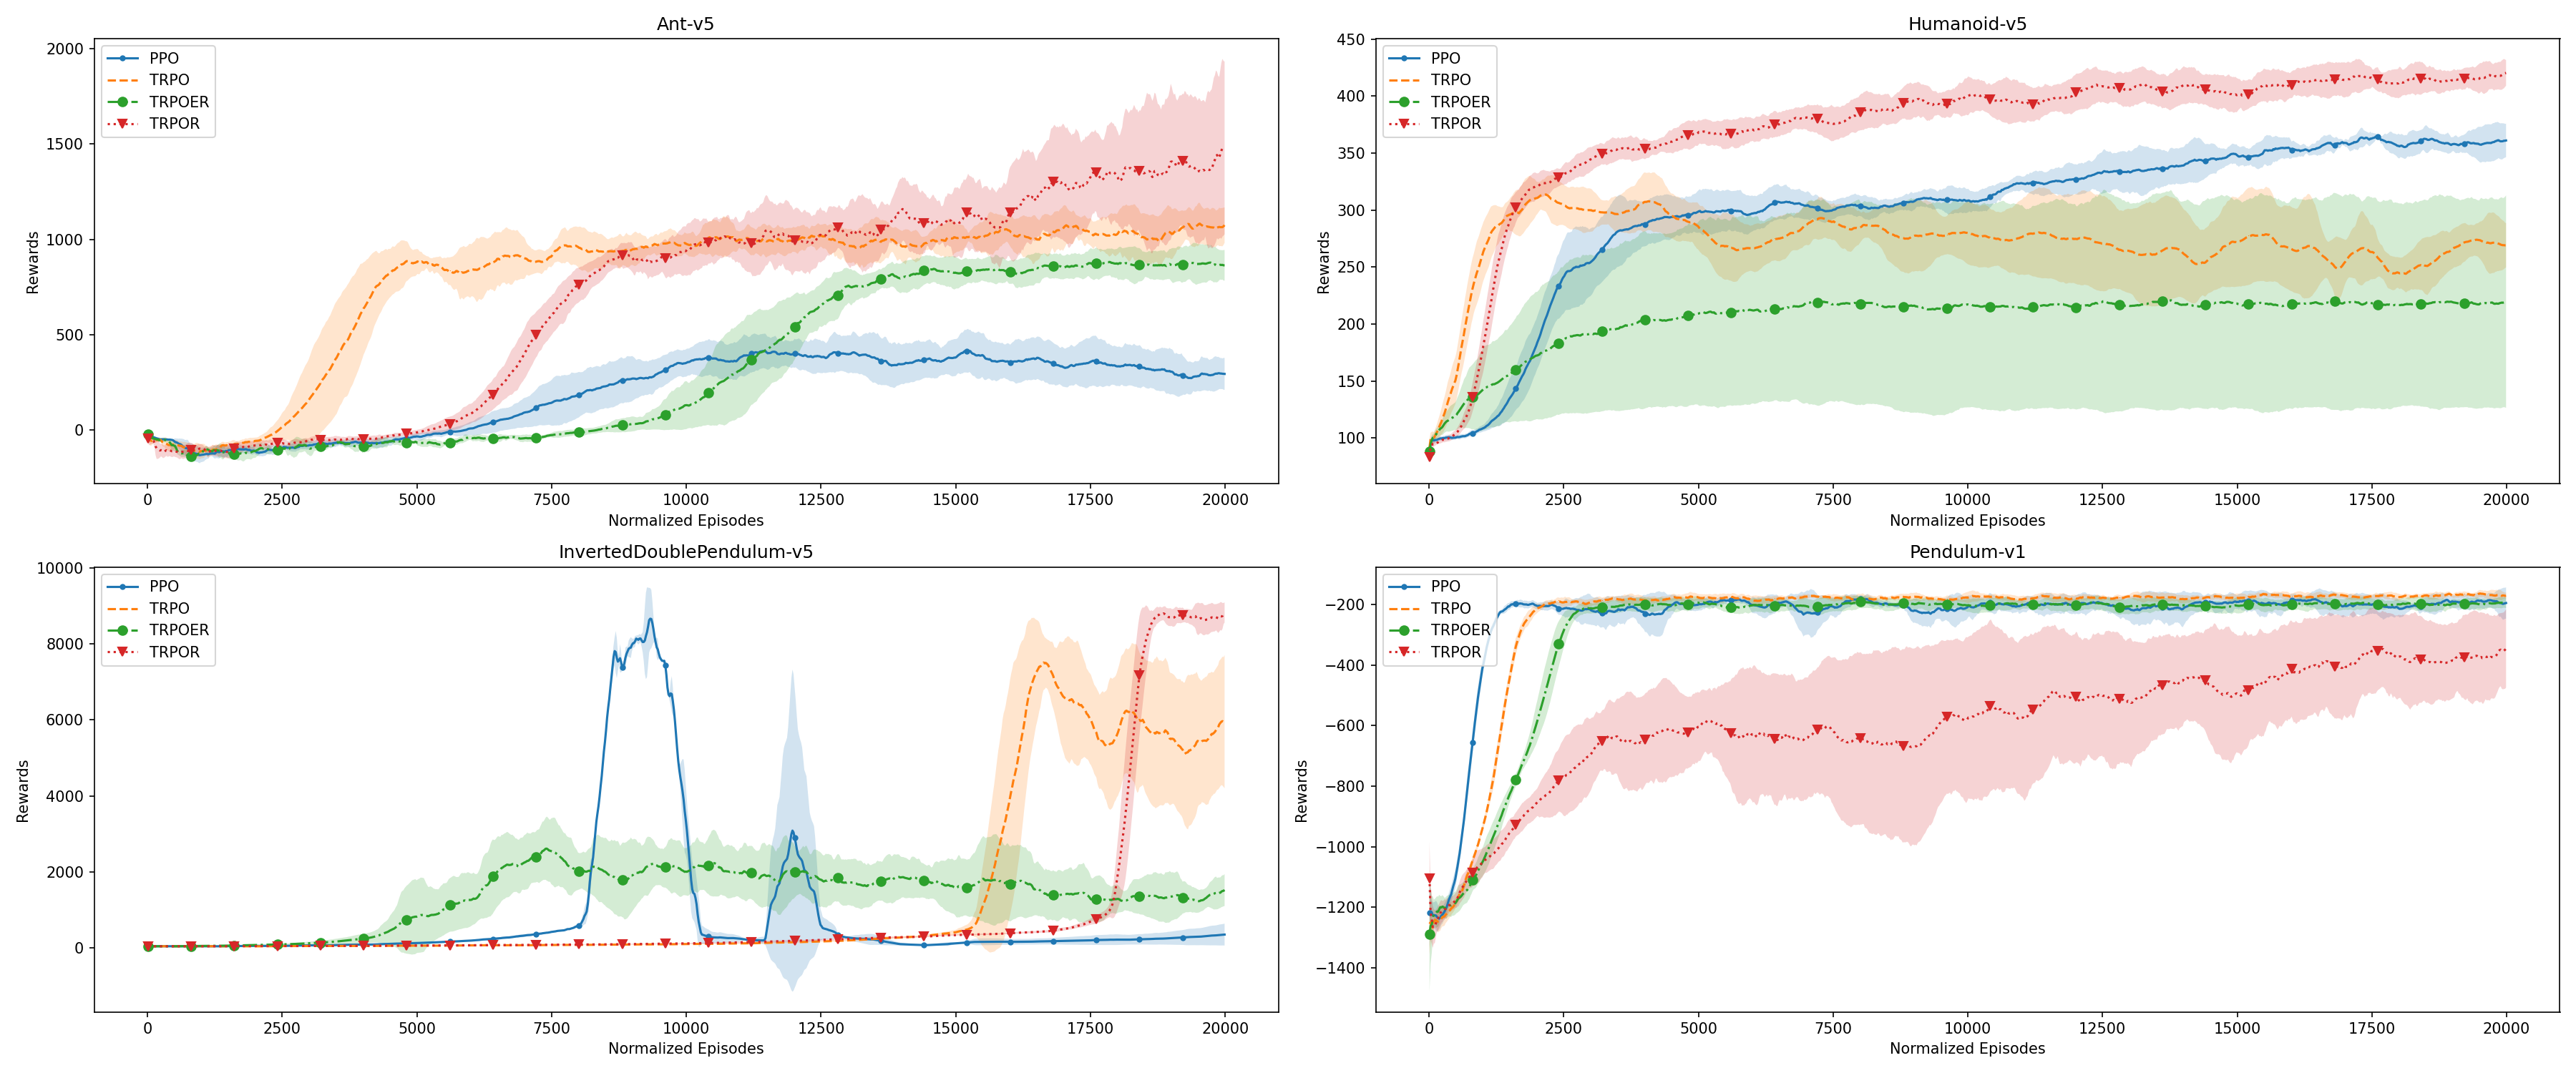 Ant-v5
2000
1500
1000
500
0
Rewards
PPO
TRPO
TRPOER
TRPOR
0 2500 5000 7500 10000 12500 15000 17500 20000
Normalized Episodes
Humanoid-v5
450
400
350
300
250
200
150
100
Rewards
PPO
TRPO
TRPOER
TRPOR
0 2500 5000 7500 10000 12500 15000 17500 20000
Normalized Episodes
InvertedDoublePendulum-v5
10000
8000
6000
4000
2000
0
Rewards
PPO
TRPO
TRPOER
TRPOR
0 2500 5000 7500 10000 12500 15000 17500 20000
Normalized Episodes
Pendulum-v1
−200
−400
−600
−800
−1000
−1200
−1400
Rewards
PPO
TRPO
TRPOER
TRPOR
0 2500 5000 7500 10000 12500 15000 17500 20000
Normalized Episodes